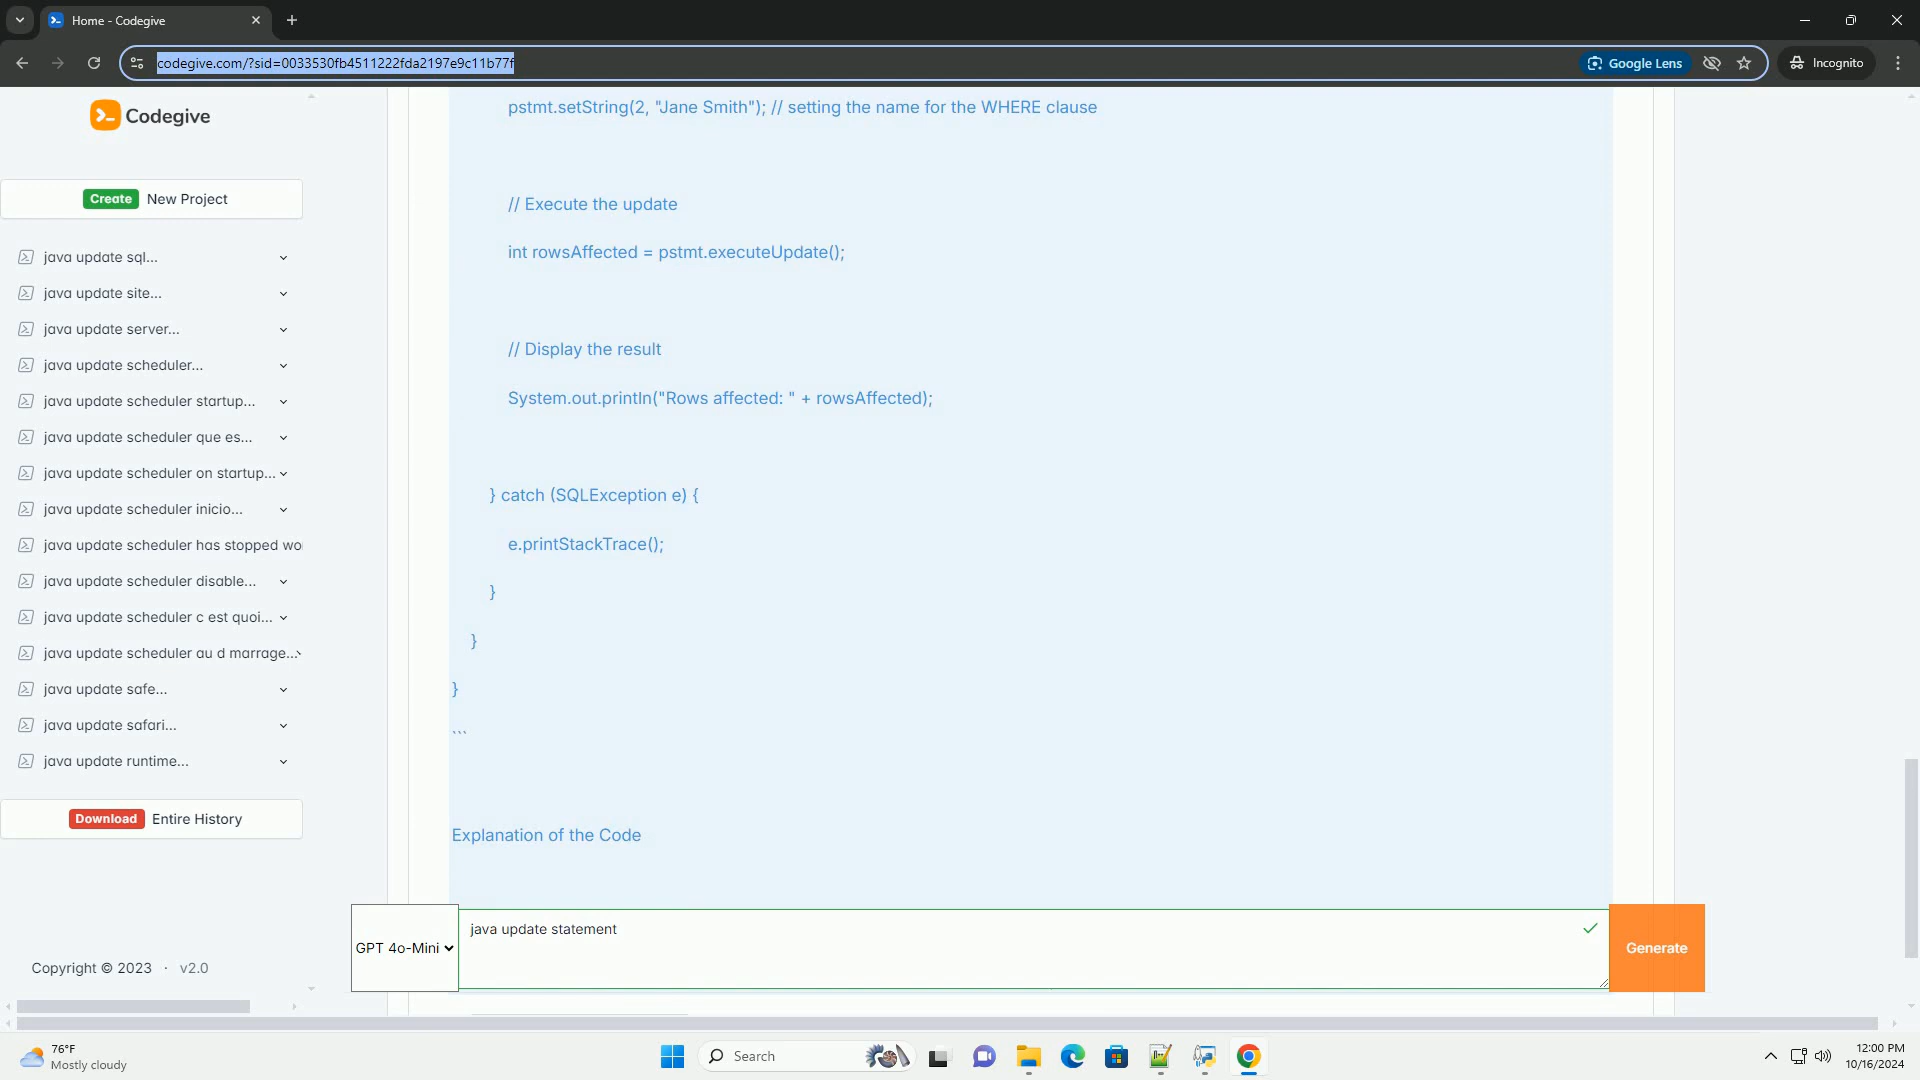 Home - Codegive
codegive.com/?sid=0033530fb4511222fda2197e9c11b77f
Google Lens
Incognito
Codegive
Create New Project
java update sql...
java update site...
java update server...
java update scheduler...
java update scheduler startup...
java update scheduler que es...
java update scheduler on startup...
java update scheduler inicio...
java update scheduler has stopped wo
java update scheduler disable...
java update scheduler c est quoi...
java update scheduler au d marrage...
java update safe...
java update safari...
java update runtime...
Download Entire History
Copyright © 2023 · v2.0
pstmt.setString(2, "Jane Smith"); // setting the name for the WHERE clause
// Execute the update
int rowsAffected = pstmt.executeUpdate();
// Display the result
System.out.println("Rows affected: " + rowsAffected);
} catch (SQLException e) {
e.printStackTrace();
}
}
}
```
Explanation of the Code
GPT 4o-Mini
java update statement
Generate
76°F
Mostly cloudy
Search
12:00 PM
10/16/2024